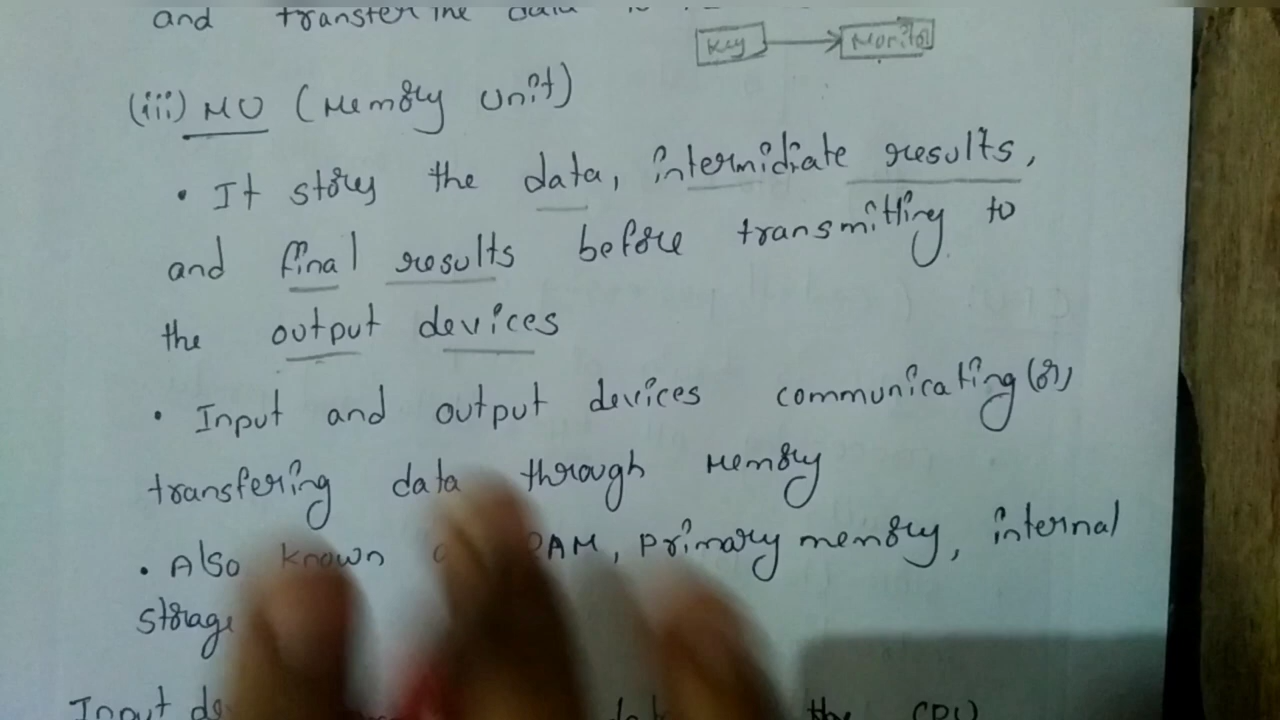 and transfer the data
Key Monitor
(iii) MU (Memory Unit)
• It stores the data, intermidiate results,
and final results before transmitting to
the output devices
• Input and output devices communicating (or)
transfering data through Memory
• Also known RAM, Primary memory, internal
storage
Input the CPU